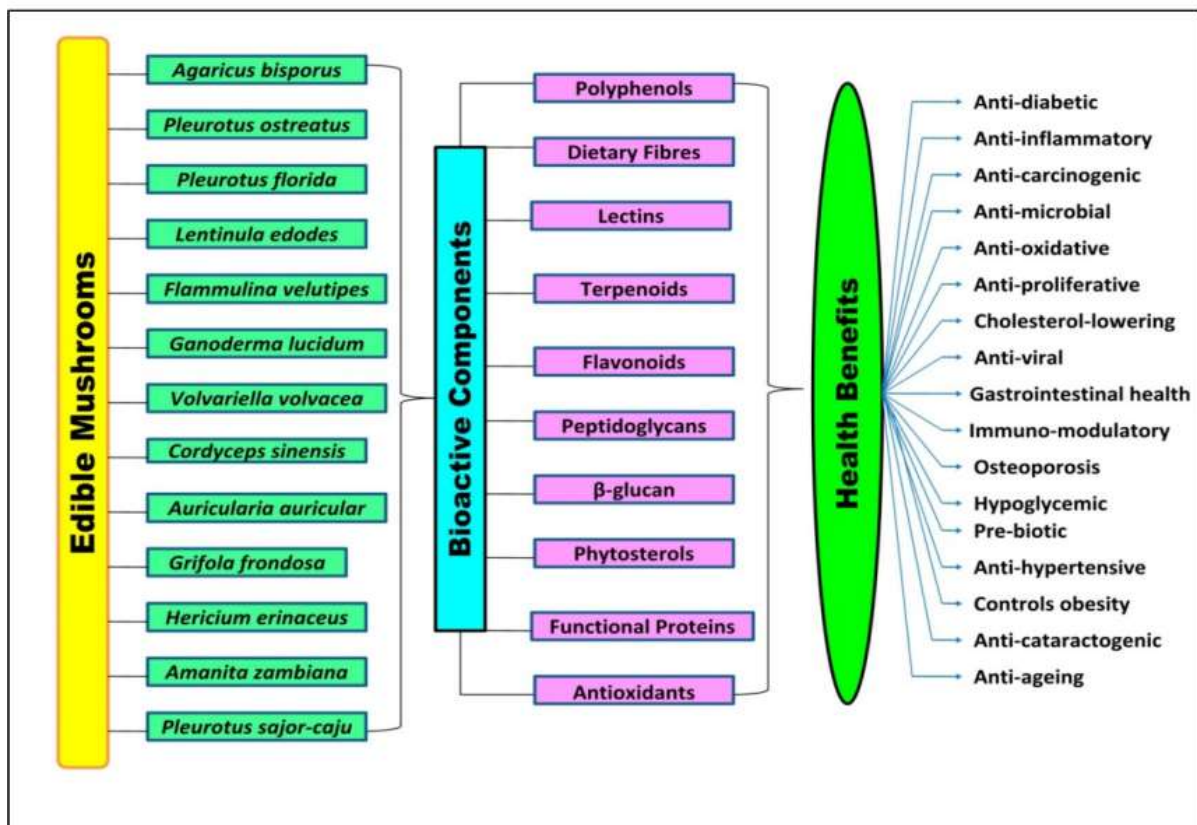 Edible Mushrooms
Agaricus bisporus
Pleurotus ostreatus
Pleurotus florida
Lentinula edodes
Flammulina velutipes
Ganoderma lucidum
Volvariella volvacea
Cordyceps sinensis
Auricularia auricular
Grifola frondosa
Hericium erinaceus
Amanita zambiana
Pleurotus sajor-caju
Bioactive Components
Polyphenols
Dietary Fibres
Lectins
Terpenoids
Flavonoids
Peptidoglycans
β-glucan
Phytosterols
Functional Proteins
Antioxidants
Health Benefits
Anti-diabetic
Anti-inflammatory
Anti-carcinogenic
Anti-microbial
Anti-oxidative
Anti-proliferative
Cholesterol-lowering
Anti-viral
Gastrointestinal health
Immuno-modulatory
Osteoporosis
Hypoglycemic
Pre-biotic
Anti-hypertensive
Controls obesity
Anti-cataractogenic
Anti-ageing